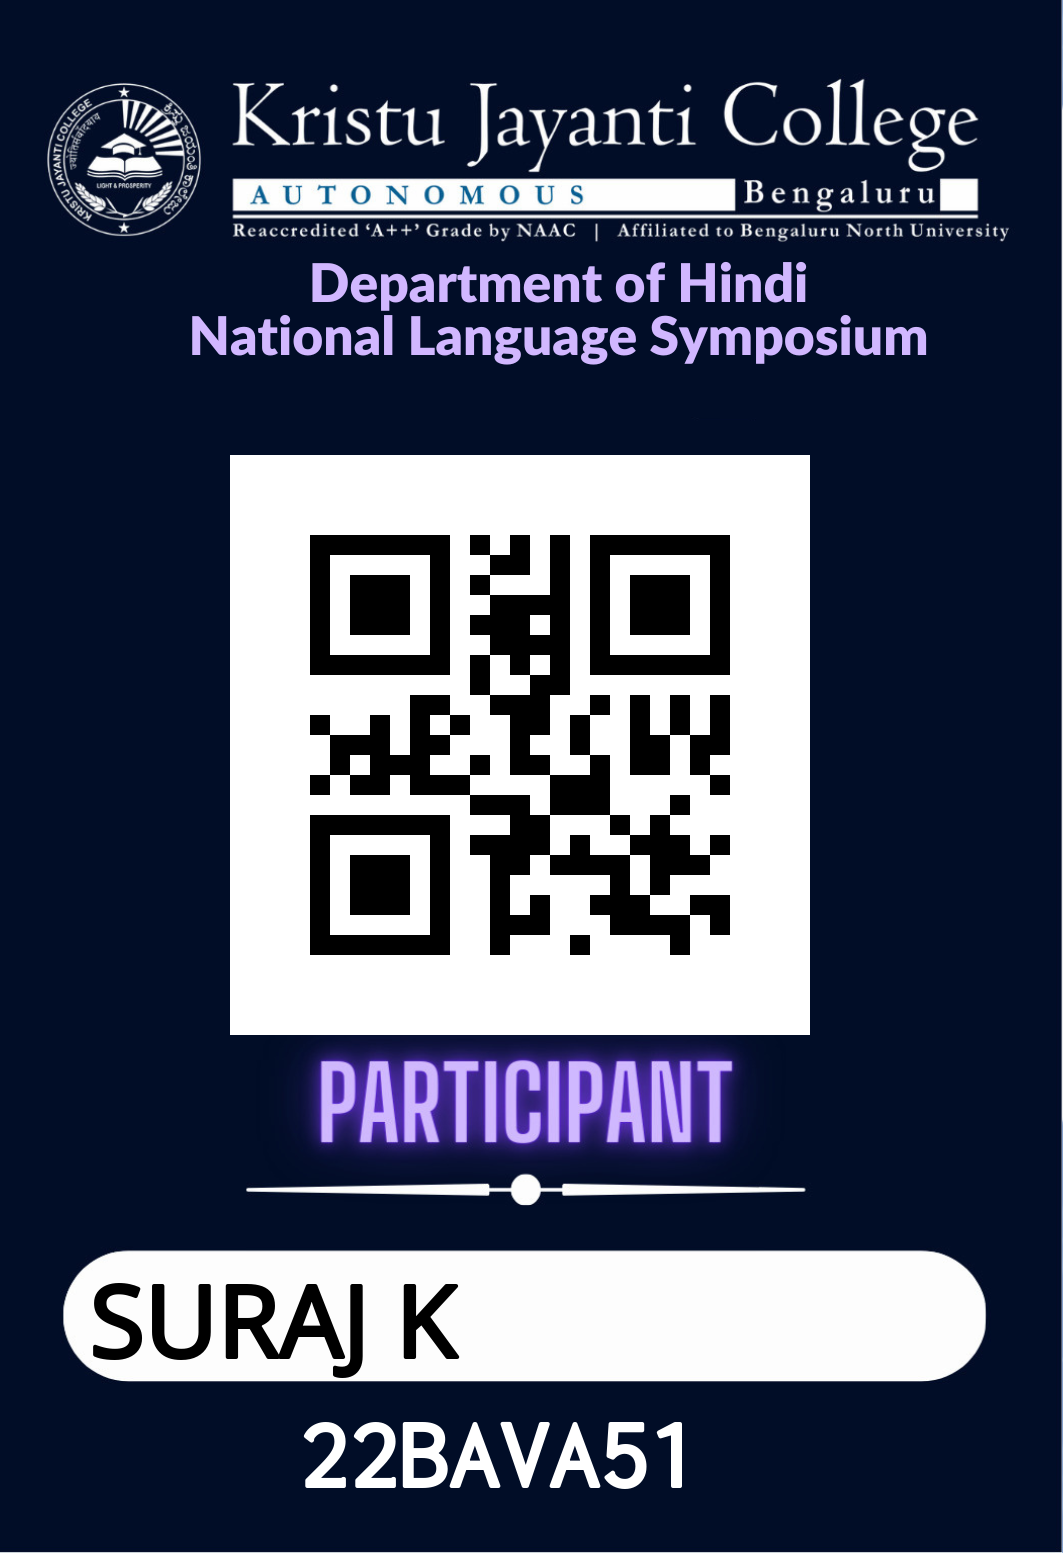 Kristu Jayanti College
AUTONOMOUS Bengaluru
Reaccredited ‘A++’ Grade by NAAC | Affiliated to Bengaluru North University
KRISTU JAYANTI COLLEGE
LIGHT & PROSPERITY
Department of Hindi
National Language Symposium
PARTICIPANT
SURAJ K
22BAVA51